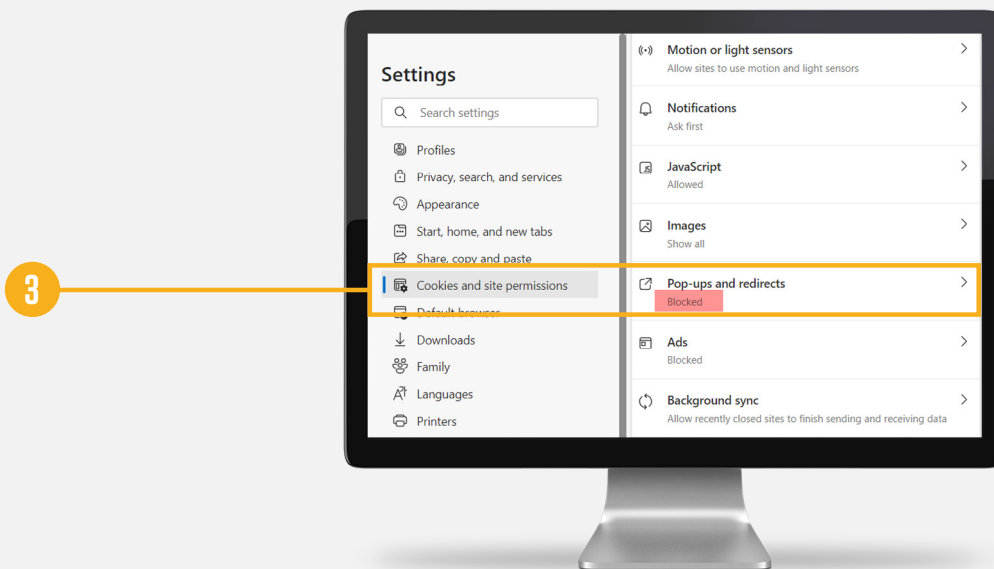 3
Settings
Search settings
Profiles
Privacy, search, and services
Appearance
Start, home, and new tabs
Share, copy and paste
Cookies and site permissions
Default browser
Downloads
Family
Languages
Printers
Motion or light sensors
Allow sites to use motion and light sensors
Notifications
Ask first
JavaScript
Allowed
Images
Show all
Pop-ups and redirects
Blocked
Ads
Blocked
Background sync
Allow recently closed sites to finish sending and receiving data